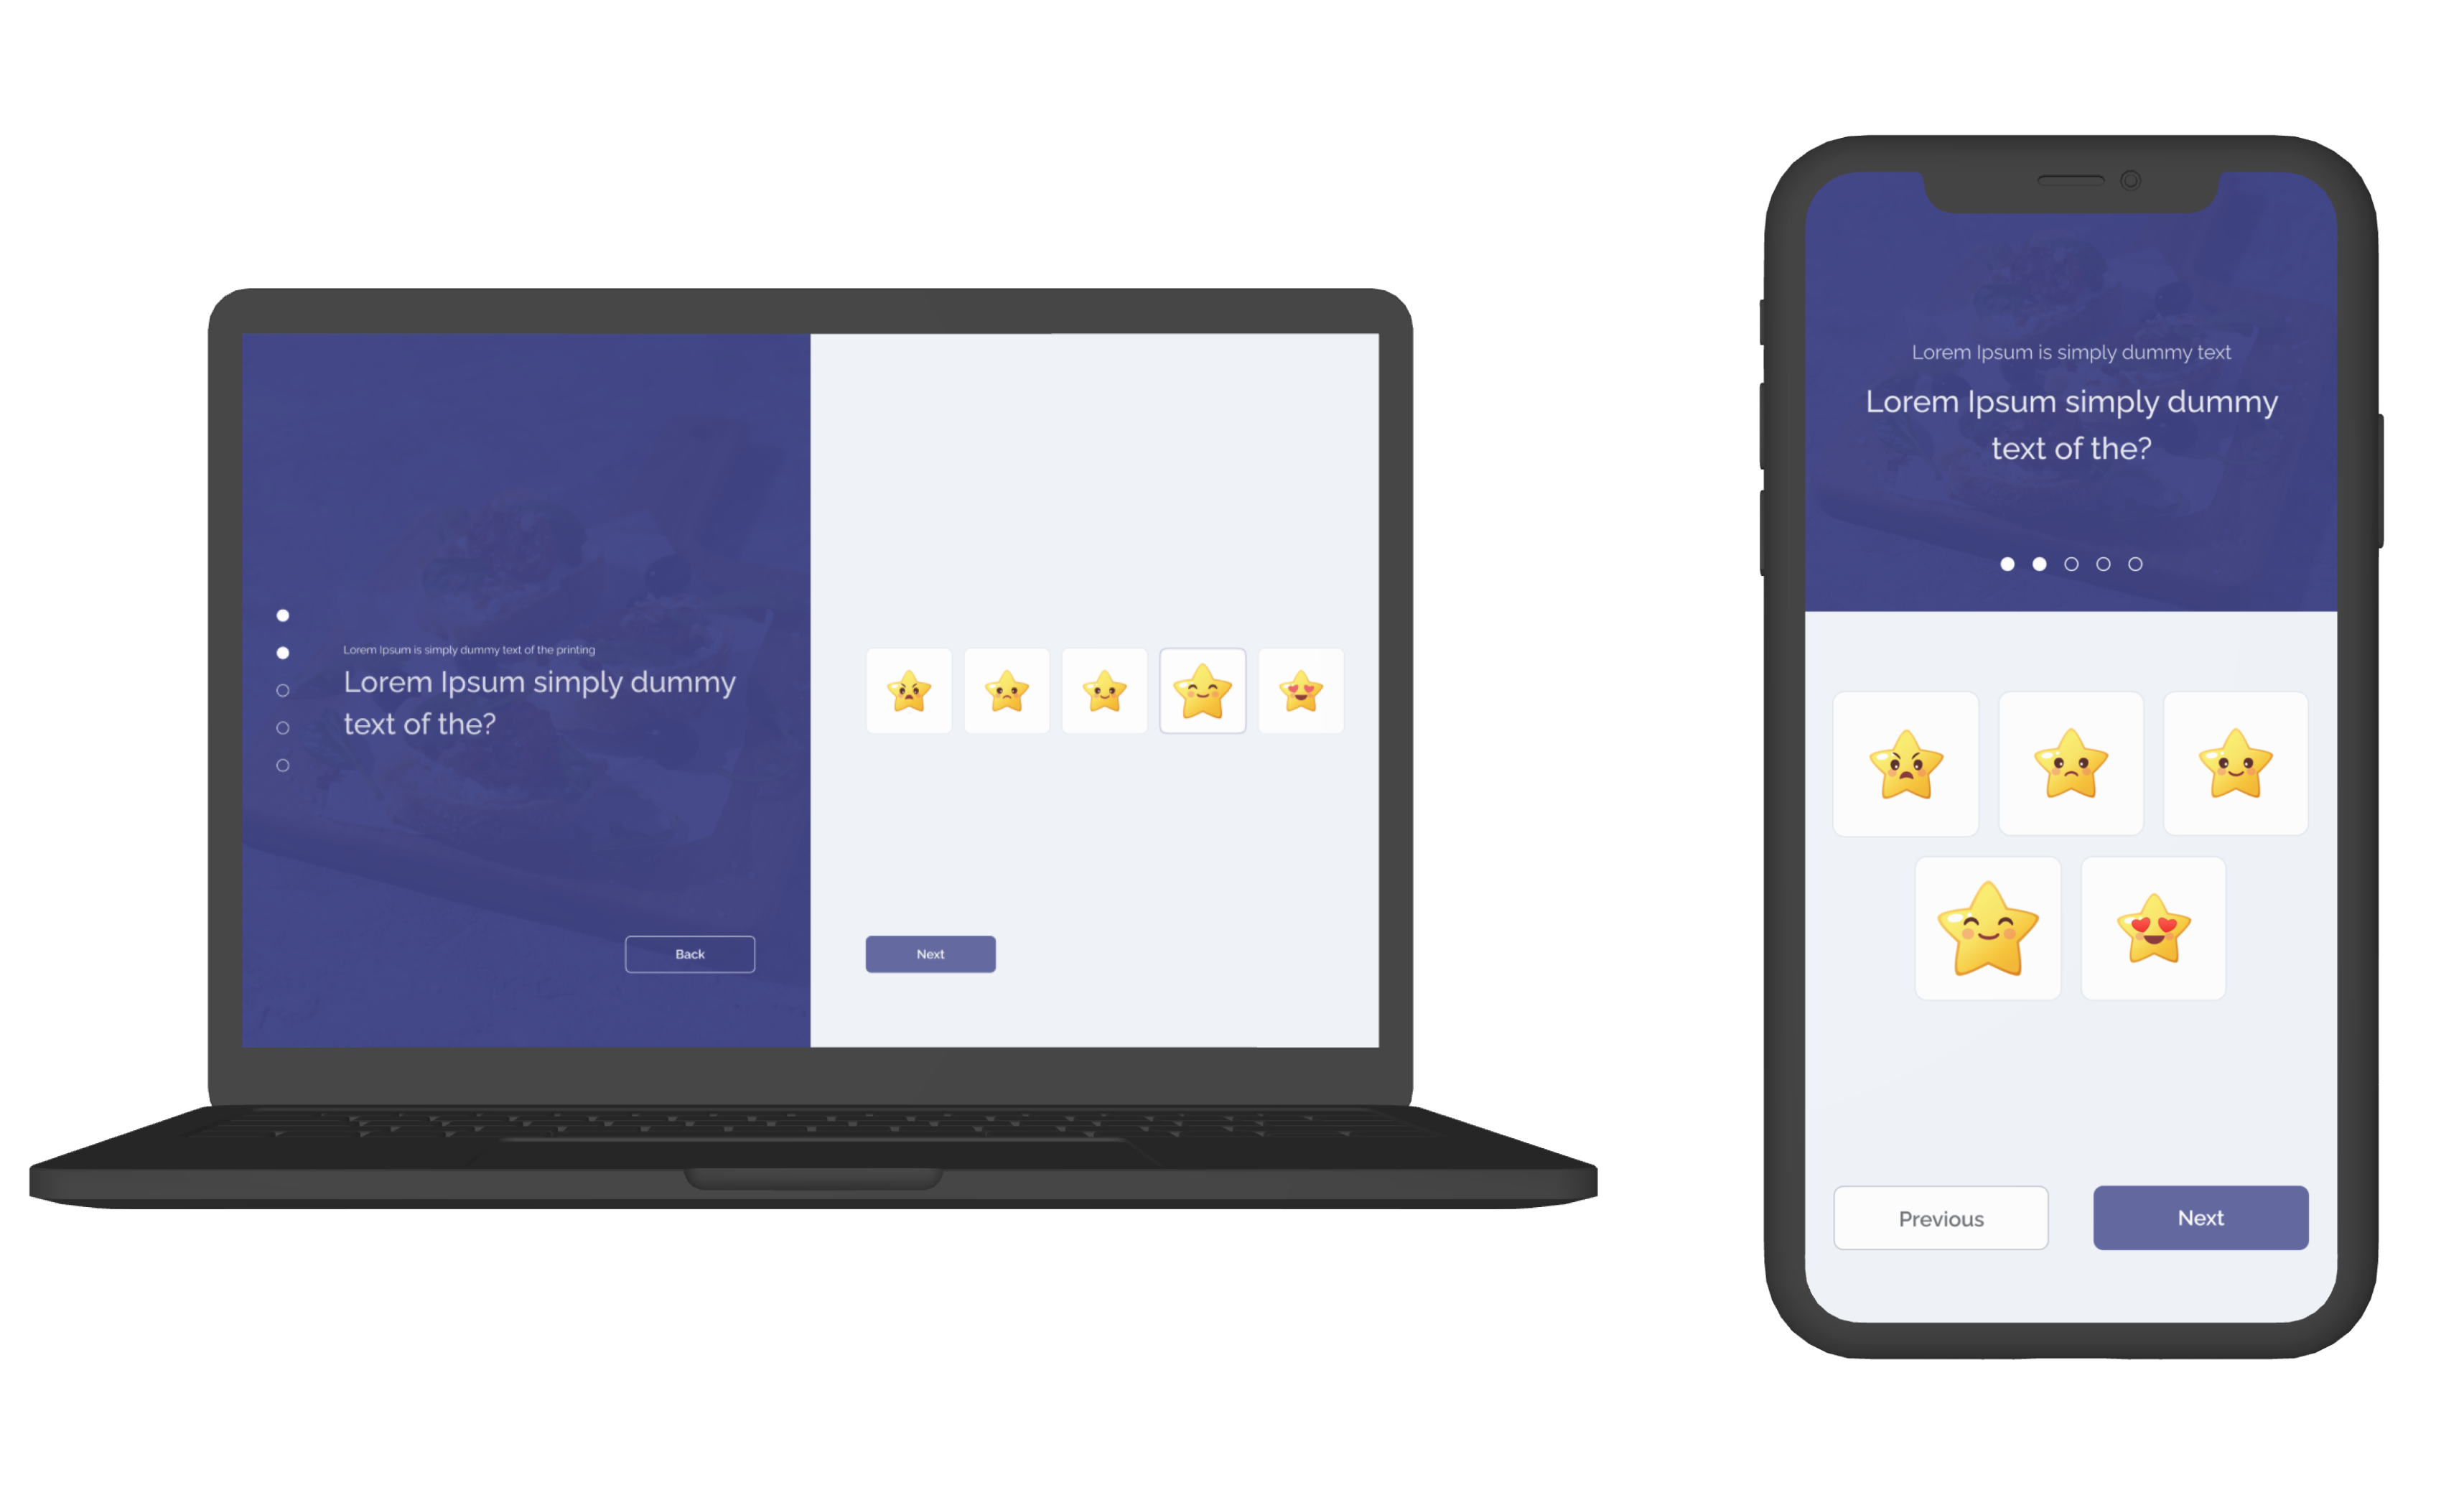 Lorem Ipsum is simply dummy text of the printing
Lorem Ipsum simply dummy
text of the?
Back
Next
Lorem Ipsum is simply dummy text
Lorem Ipsum simply dummy
text of the?
Previous
Next